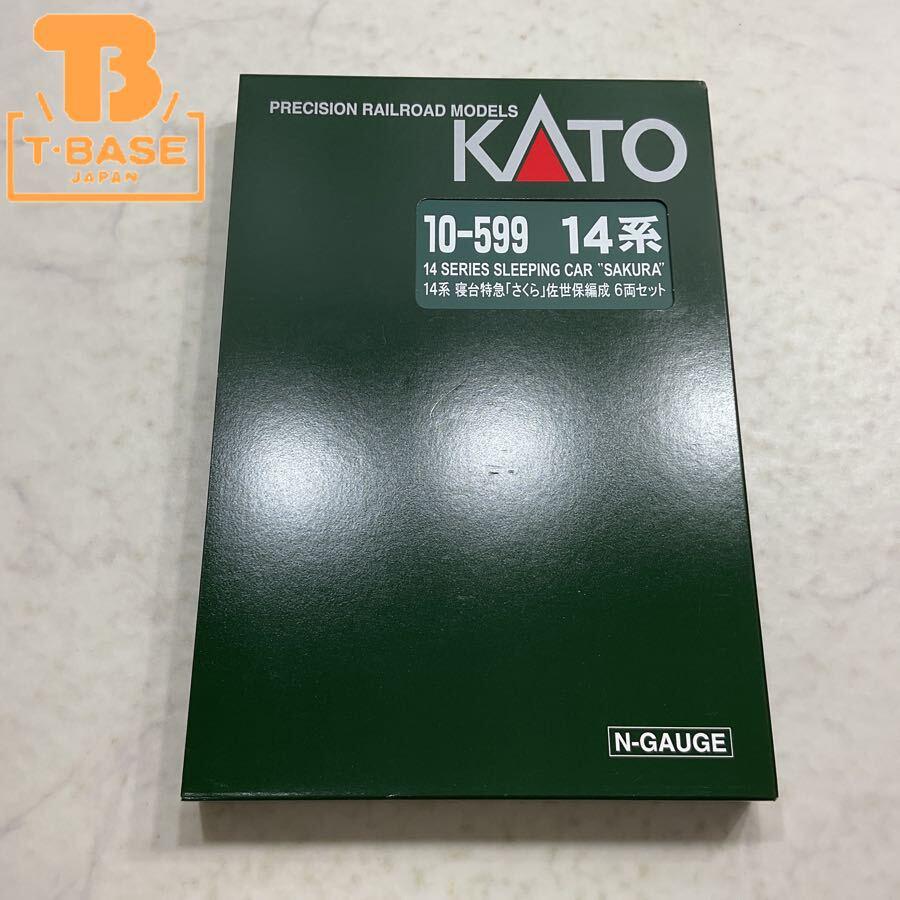 TB
T·BASE
JAPAN
PRECISION RAILROAD MODELS
KATO
10-599 14系
14 SERIES SLEEPING CAR "SAKURA"
14系 寝台特急「さくら」佐世保編成 6両セット
N-GAUGE